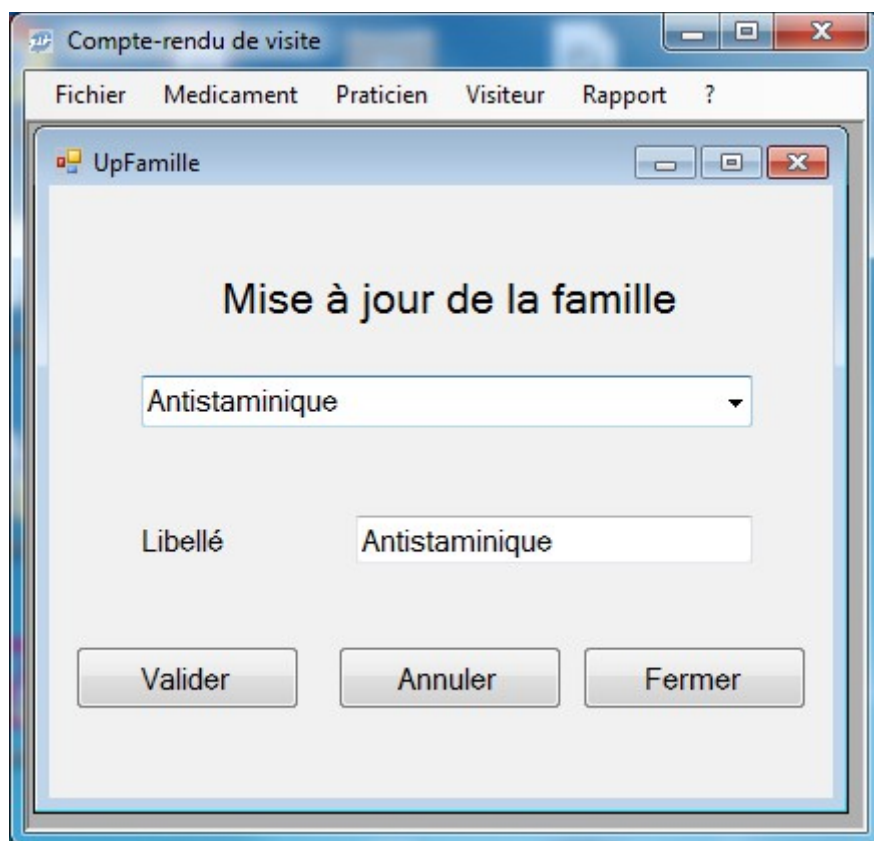 Compte-rendu de visite
Fichier Medicament Praticien Visiteur Rapport ?
UpFamille
Mise à jour de la famille
Antistaminique
Libellé Antistaminique
Valider Annuler Fermer